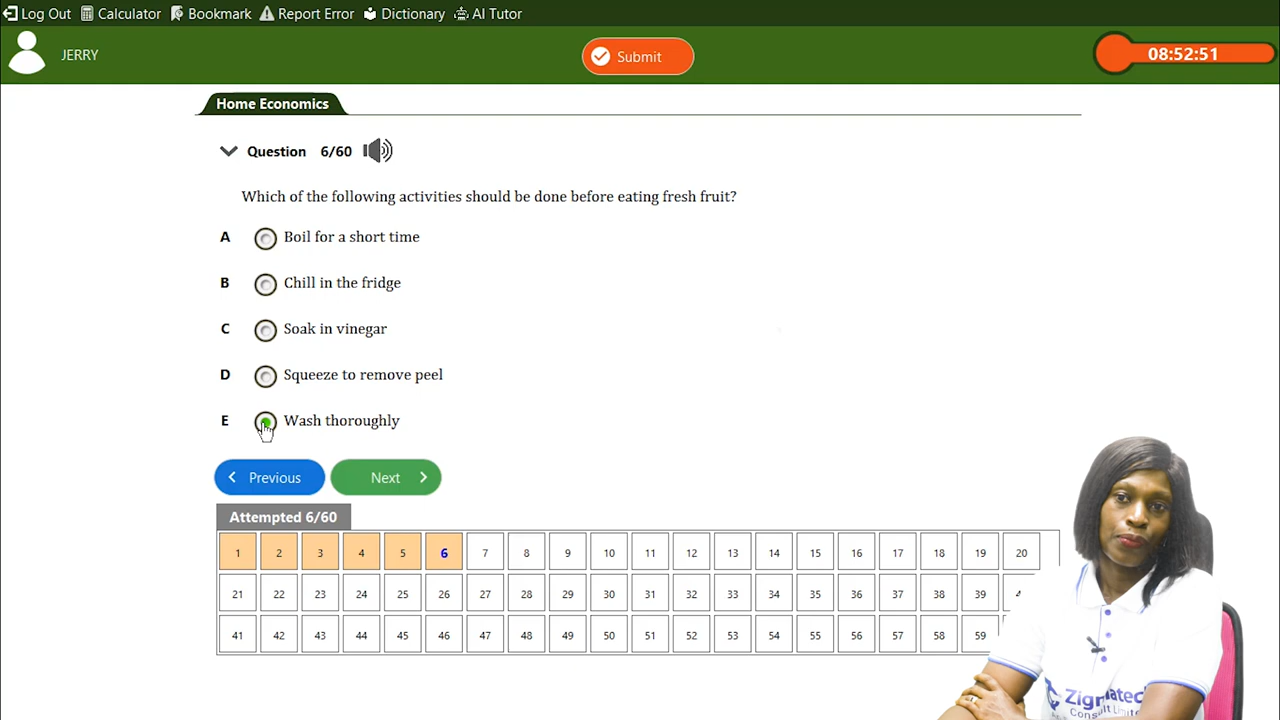 Log Out Calculator Bookmark Report Error Dictionary AI Tutor
JERRY
Submit
08:52:51
Home Economics
Question 6/60
Which of the following activities should be done before eating fresh fruit?
A Boil for a short time
B Chill in the fridge
C Soak in vinegar
D Squeeze to remove peel
E Wash thoroughly
Previous Next
Attempted 6/60
1 2 3 4 5 6 7 8 9 10 11 12 13 14 15 16 17 18 19 20
21 22 23 24 25 26 27 28 29 30 31 32 33 34 35 36 37 38 39
41 42 43 44 45 46 47 48 49 50 51 52 53 54 55 56 57 58 59
Zigmatech